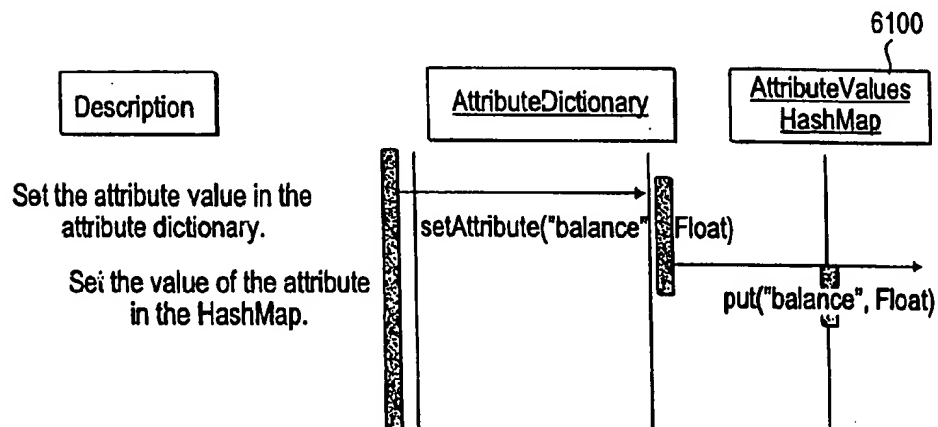 6100
Description
AttributeDictionary
AttributeValues
HashMap
Set the attribute value in the
attribute dictionary.
setAttribute("balance" Float)
Set the value of the attribute
in the HashMap.
put("balance", Float)